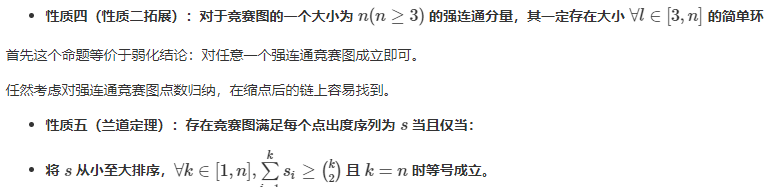 • 性质四（性质二拓展）：对于竞赛图的一个大小为 n(n ≥ 3) 的强连通分量，其一定存在大小 ∀l ∈ [3, n] 的简单环
首先这个命题等价于弱化结论：对任意一个强连通竞赛图成立即可。
任然考虑对强连通竞赛图点数归纳，在缩点后的链上容易找到。
• 性质五（兰道定理）：存在竞赛图满足每个点出度序列为 s 当且仅当：
• 将 s 从小至大排序，∀k ∈ [1, n], ∑_{i=1}^{k} s_i ≥ \binom{k}{2} 且 k = n 时等号成立。